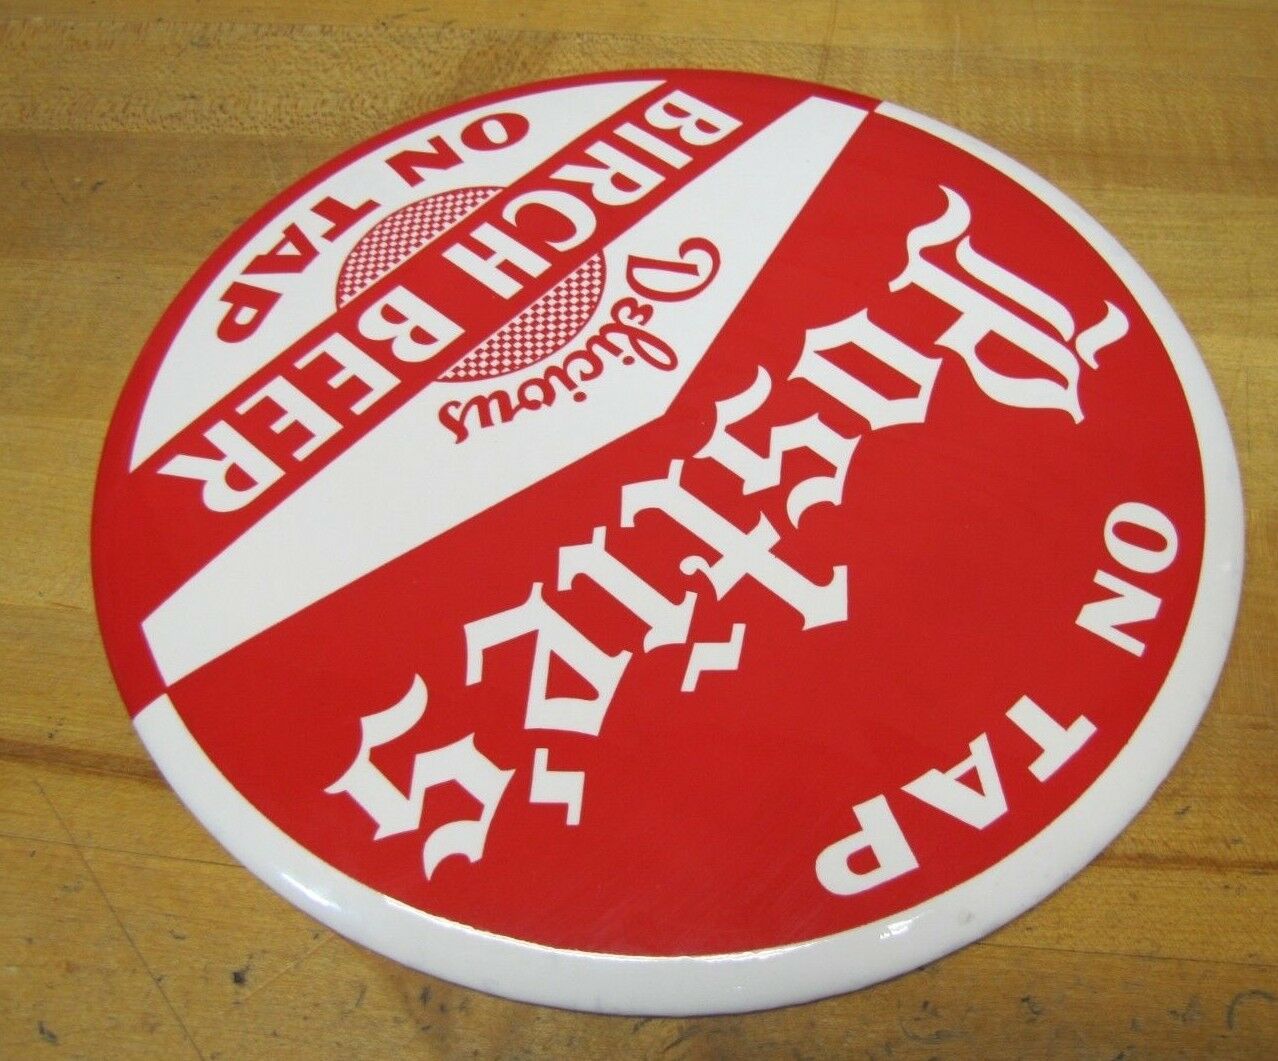 ON TAP
Postie's
Delicious
BIRCH BEER
ON TAP